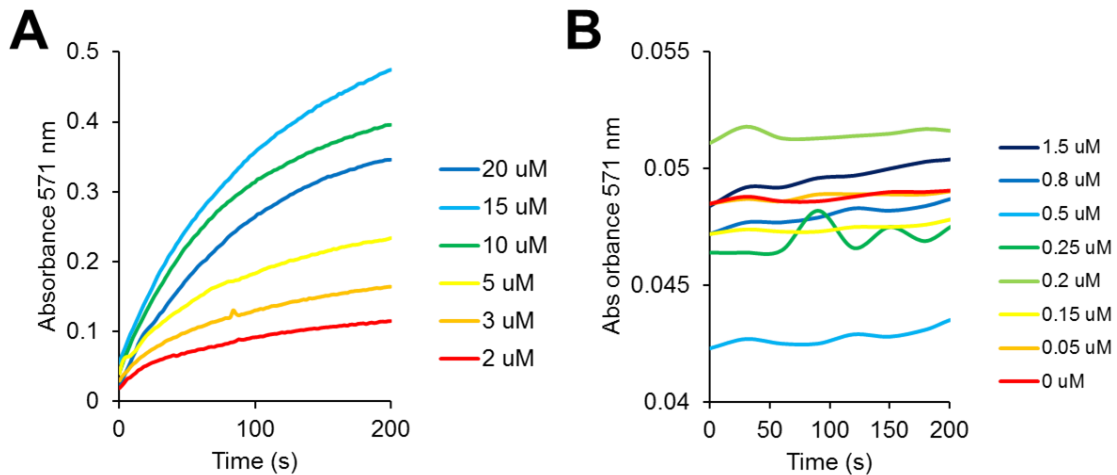 A
Absorbance 571 nm
0.5
0.4
0.3
0.2
0.1
0
0
100
200
Time (s)
20 uM
15 uM
10 uM
5 uM
3 uM
2 uM
B
Abs orbance 571 nm
0.055
0.05
0.045
0.04
0
50
100
150
200
Time (s)
1.5 uM
0.8 uM
0.5 uM
0.25 uM
0.2 uM
0.15 uM
0.05 uM
0 uM